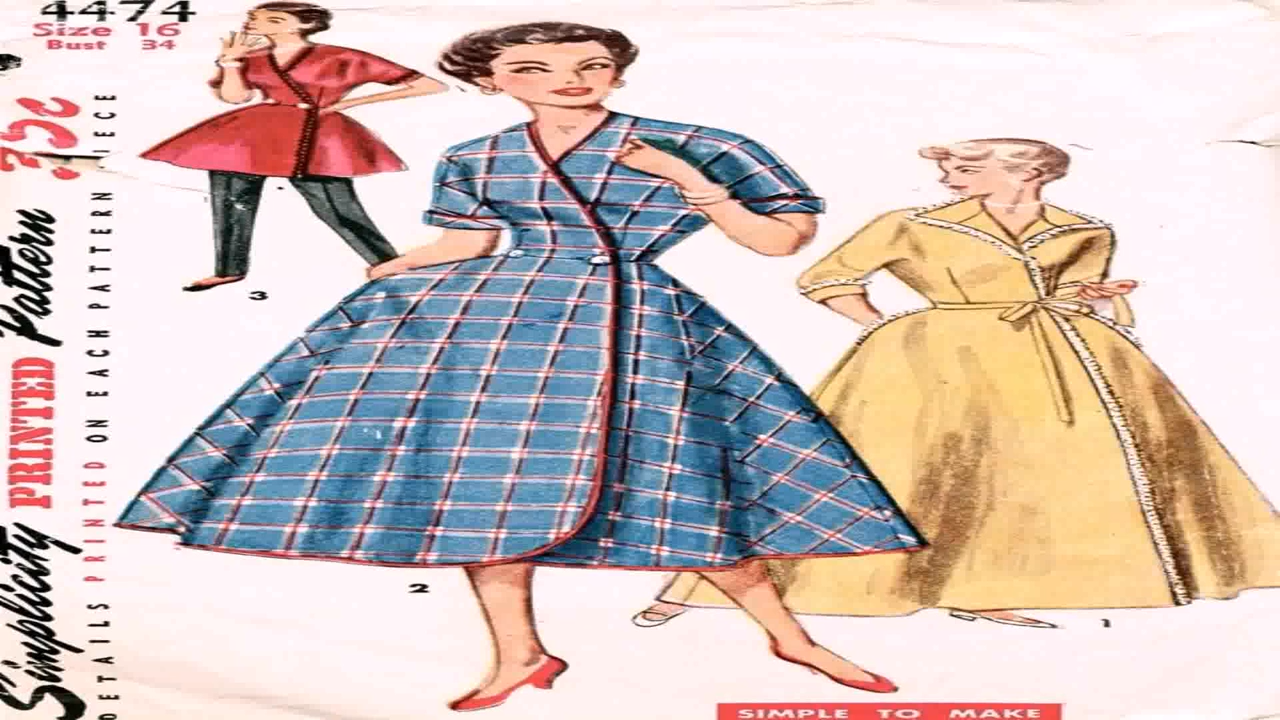 4474
Size 16
Bust 34
35¢
Simplicity PRINTED Pattern
DETAILS PRINTED ON EACH PATTERN PIECE
3
2
1
SIMPLE TO MAKE